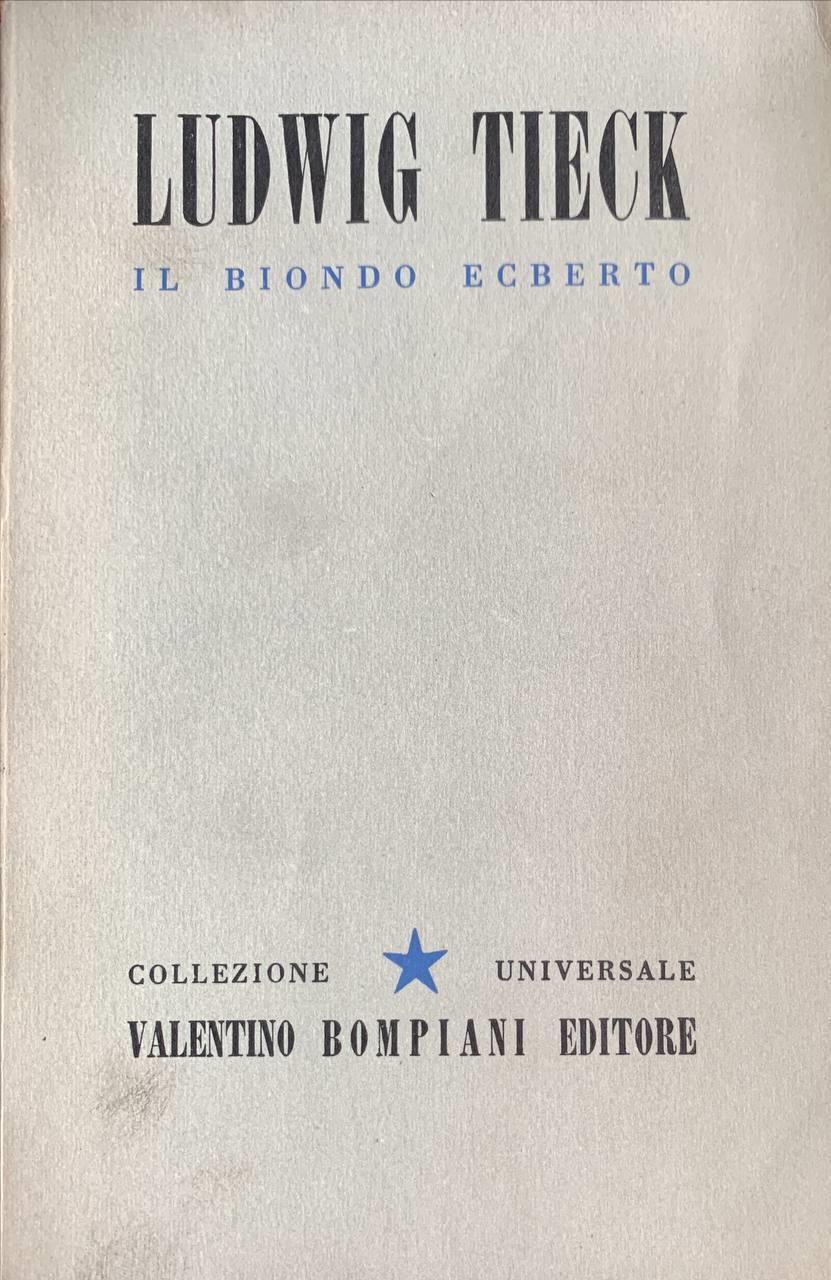 LUDWIG TIECK
IL BIONDO ECBERTO
COLLEZIONE UNIVERSALE
VALENTINO BOMPIANI EDITORE